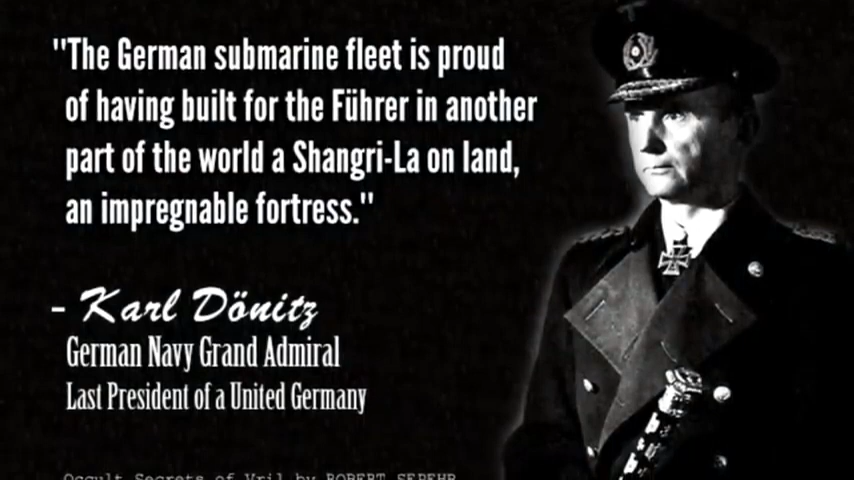 "The German submarine fleet is proud
of having built for the Führer in another
part of the world a Shangri-La on land,
an impregnable fortress."
- Karl Dönitz
German Navy Grand Admiral
Last President of a United Germany
Occult Secrets of Vril by ROBERT SEPEHR